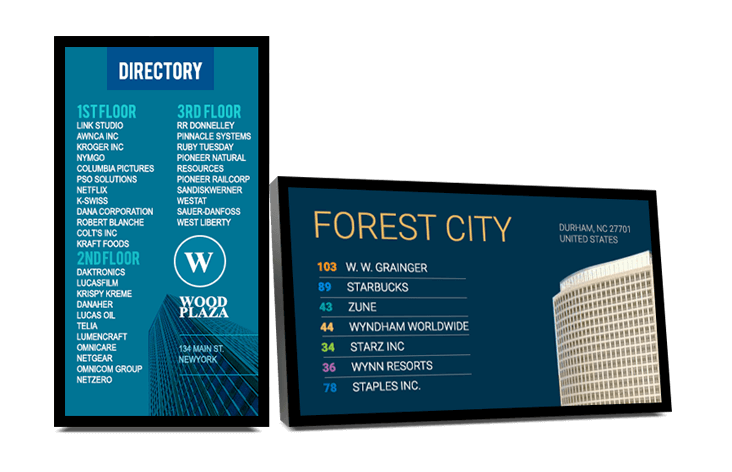 DIRECTORY
1ST FLOOR
LINK STUDIO
AWNCA INC
KROGER INC
NYMGO
COLUMBIA PICTURES
PSO SOLUTIONS
NETFLIX
K-SWISS
DANA CORPORATION
ROBERT BLANCHE
COLT'S INC
KRAFT FOODS
2ND FLOOR
DAKTRONICS
LUCASFILM
KRISPY KREME
DANAHER
LUCAS OIL
TELIA
LUMENCRAFT
OMNICARE
NETGEAR
OMNICOM GROUP
NETZERO
3RD FLOOR
RR DONNELLEY
PINNACLE SYSTEMS
RUBY TUESDAY
PIONEER NATURAL
RESOURCES
PIONEER RAILCORP
SANDISKWERNER
WESTAT
SAUER-DANFOSS
WEST LIBERTY
W
WOOD
PLAZA
134 MAIN ST.
NEWYORK
FOREST CITY
DURHAM, NC 27701
UNITED STATES
103 W. W. GRAINGER
89 STARBUCKS
43 ZUNE
44 WYNDHAM WORLDWIDE
34 STARZ INC
36 WYNN RESORTS
78 STAPLES INC.